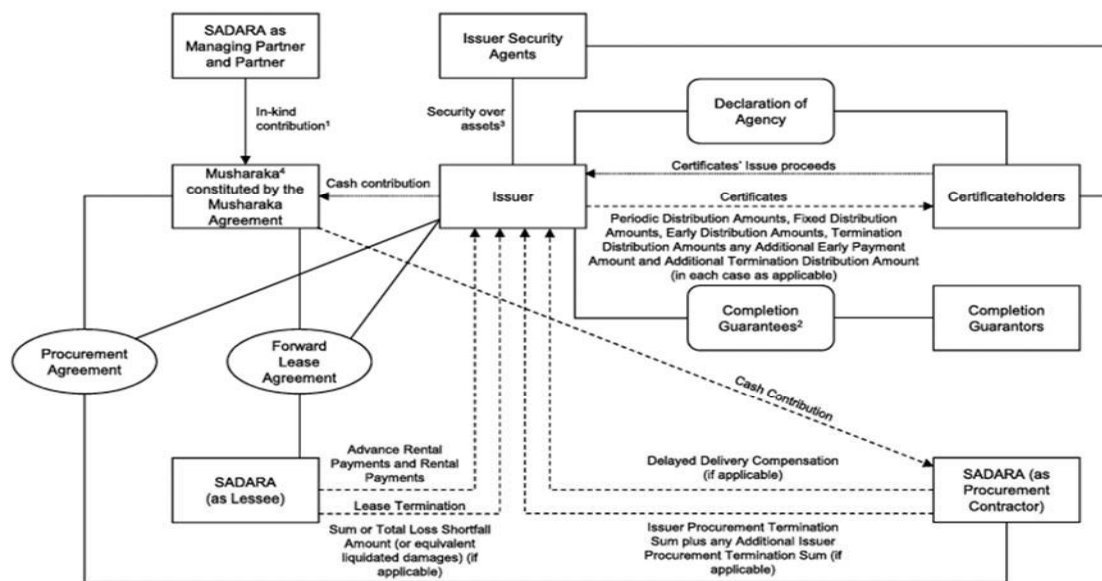 SADARA as
Managing Partner
and Partner
Issuer Security
Agents
In-kind
contribution¹
Security over
assets³
Declaration of
Agency
Musharaka⁴
constituted by the
Musharaka
Agreement
Cash contribution
Issuer
Certificates' Issue proceeds
Certificates
Certificateholders
Periodic Distribution Amounts, Fixed Distribution
Amounts, Early Distribution Amounts, Termination
Distribution Amounts any Additional Early Payment
Amount and Additional Termination Distribution Amount
(in each case as applicable)
Completion
Guarantees²
Completion
Guarantors
Procurement
Agreement
Forward
Lease
Agreement
Cash Contribution
SADARA
(as Lessee)
Advance Rental
Payments and Rental
Payments
Lease Termination
Sum or Total Loss Shortfall
Amount (or equivalent
liquidated damages) (if
applicable)
Delayed Delivery Compensation
(if applicable)
Issuer Procurement Termination
Sum plus any Additional Issuer
Procurement Termination Sum (if
applicable)
SADARA (as
Procurement
Contractor)